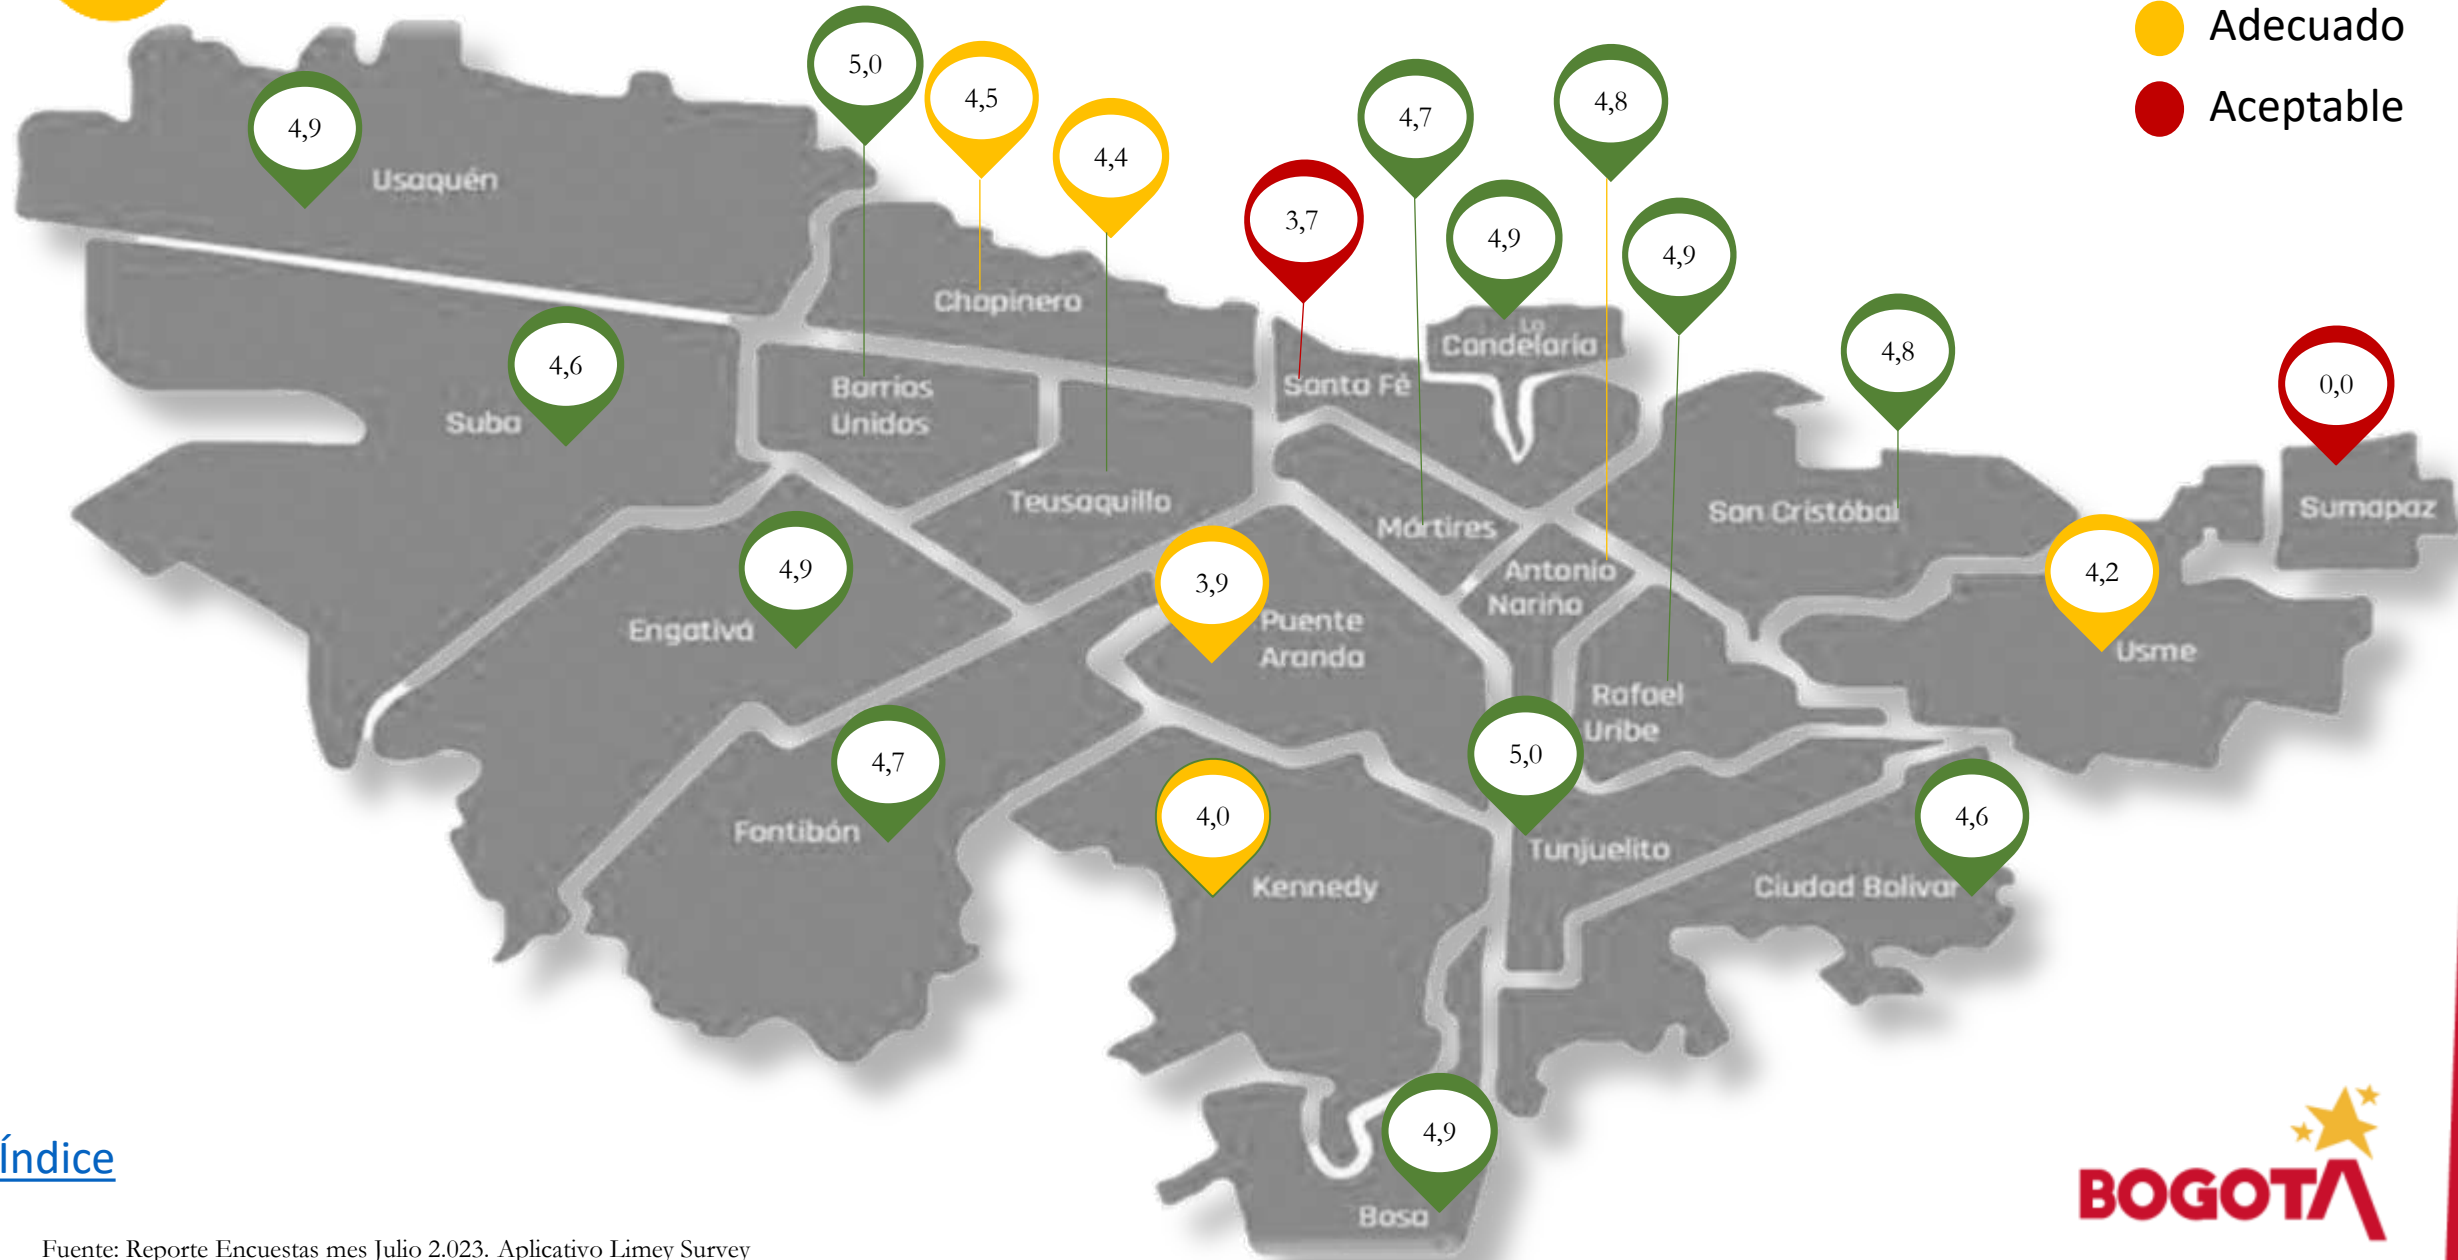 Adecuado
Aceptable
5,0
4,5
4,8
4,7
4,9
4,4
Usaquén
3,7
4,9
4,9
Chapinero
La
Candelaria
4,8
4,6
0,0
Santa Fé
Barrios
Unidos
Suba
Teusaquillo
Mártires
San Cristóbal
Sumapaz
4,9
3,9
Antonio
Nariño
4,2
Engativá
Puente
Aranda
Usme
Rafael
Uribe
4,7
5,0
4,0
4,6
Fontibón
Tunjuelito
Kennedy
Ciudad Bolivar
4,9
Índice
BOGOTA
Bosa
Fuente: Reporte Encuestas mes Julio 2.023. Aplicativo Limey Survey